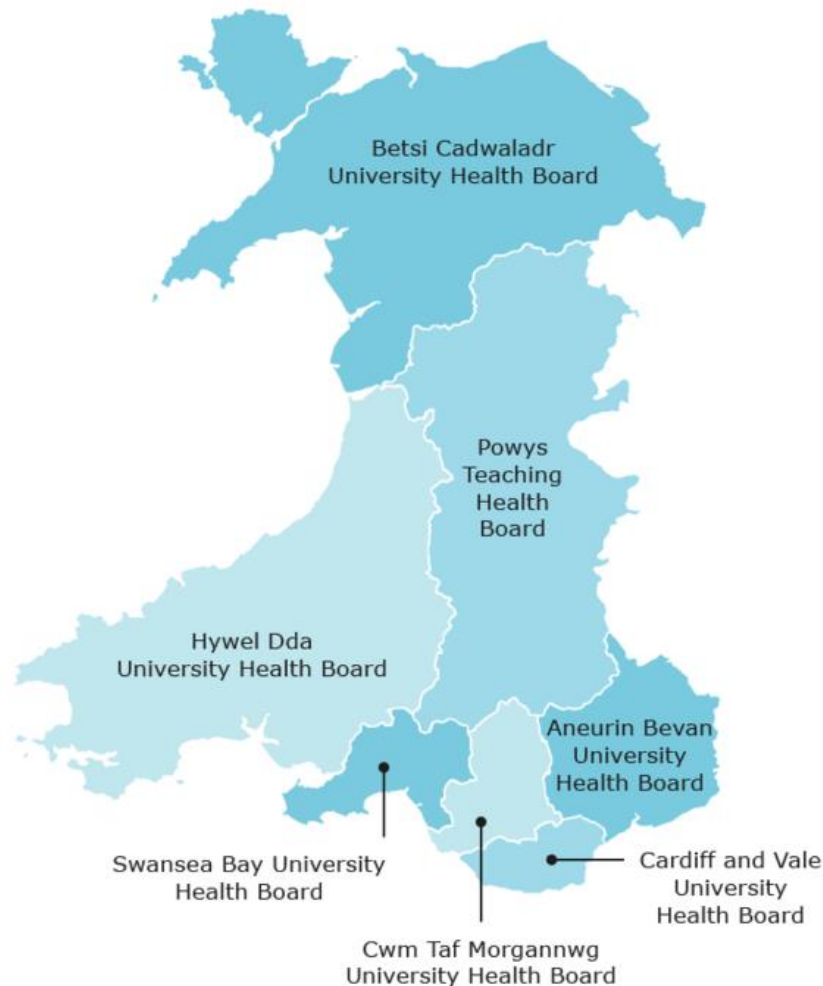 Betsi Cadwaladr
University Health Board
Powys
Teaching
Health
Board
Hywel Dda
University Health Board
Aneurin Bevan
University
Health Board
Swansea Bay University
Health Board
Cardiff and Vale
University
Health Board
Cwm Taf Morgannwg
University Health Board